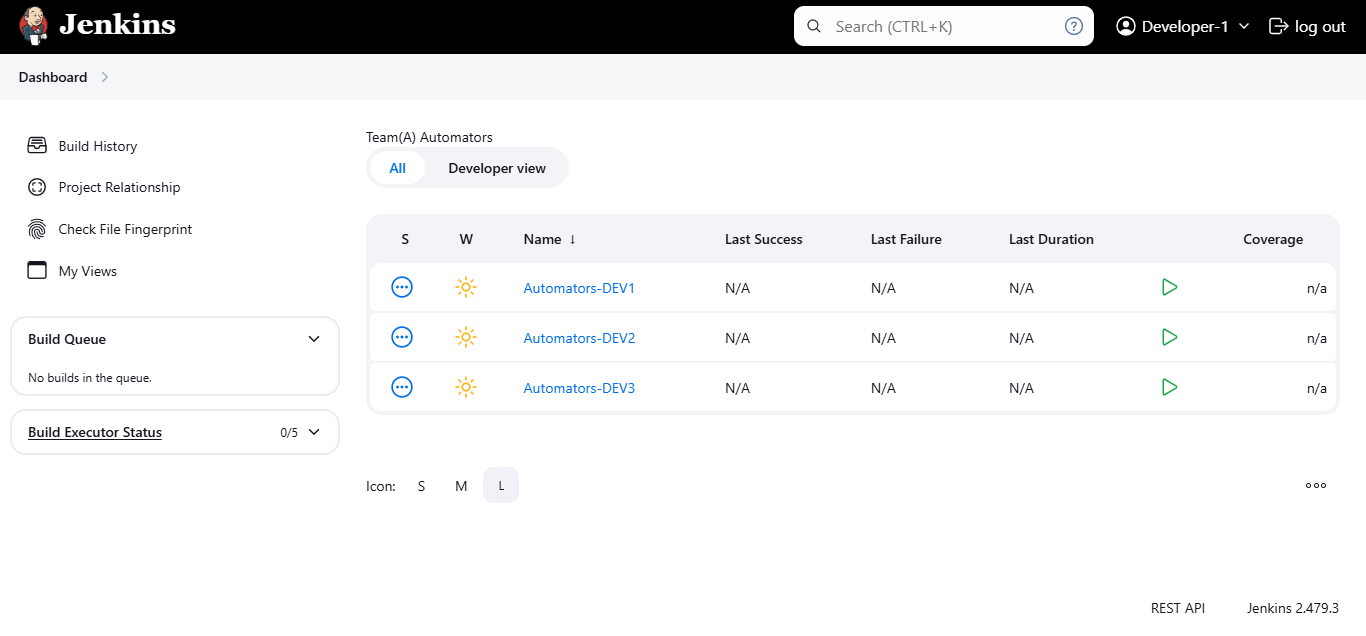 Jenkins
Search (CTRL+K)
Developer-1
log out
Dashboard
Build History
Project Relationship
Check File Fingerprint
My Views
Build Queue
No builds in the queue.
Build Executor Status 0/5
Team(A) Automators
All Developer view
S W Name ↓ Last Success Last Failure Last Duration Coverage
Automators-DEV1 N/A N/A N/A n/a
Automators-DEV2 N/A N/A N/A n/a
Automators-DEV3 N/A N/A N/A n/a
Icon: S M L
REST API Jenkins 2.479.3